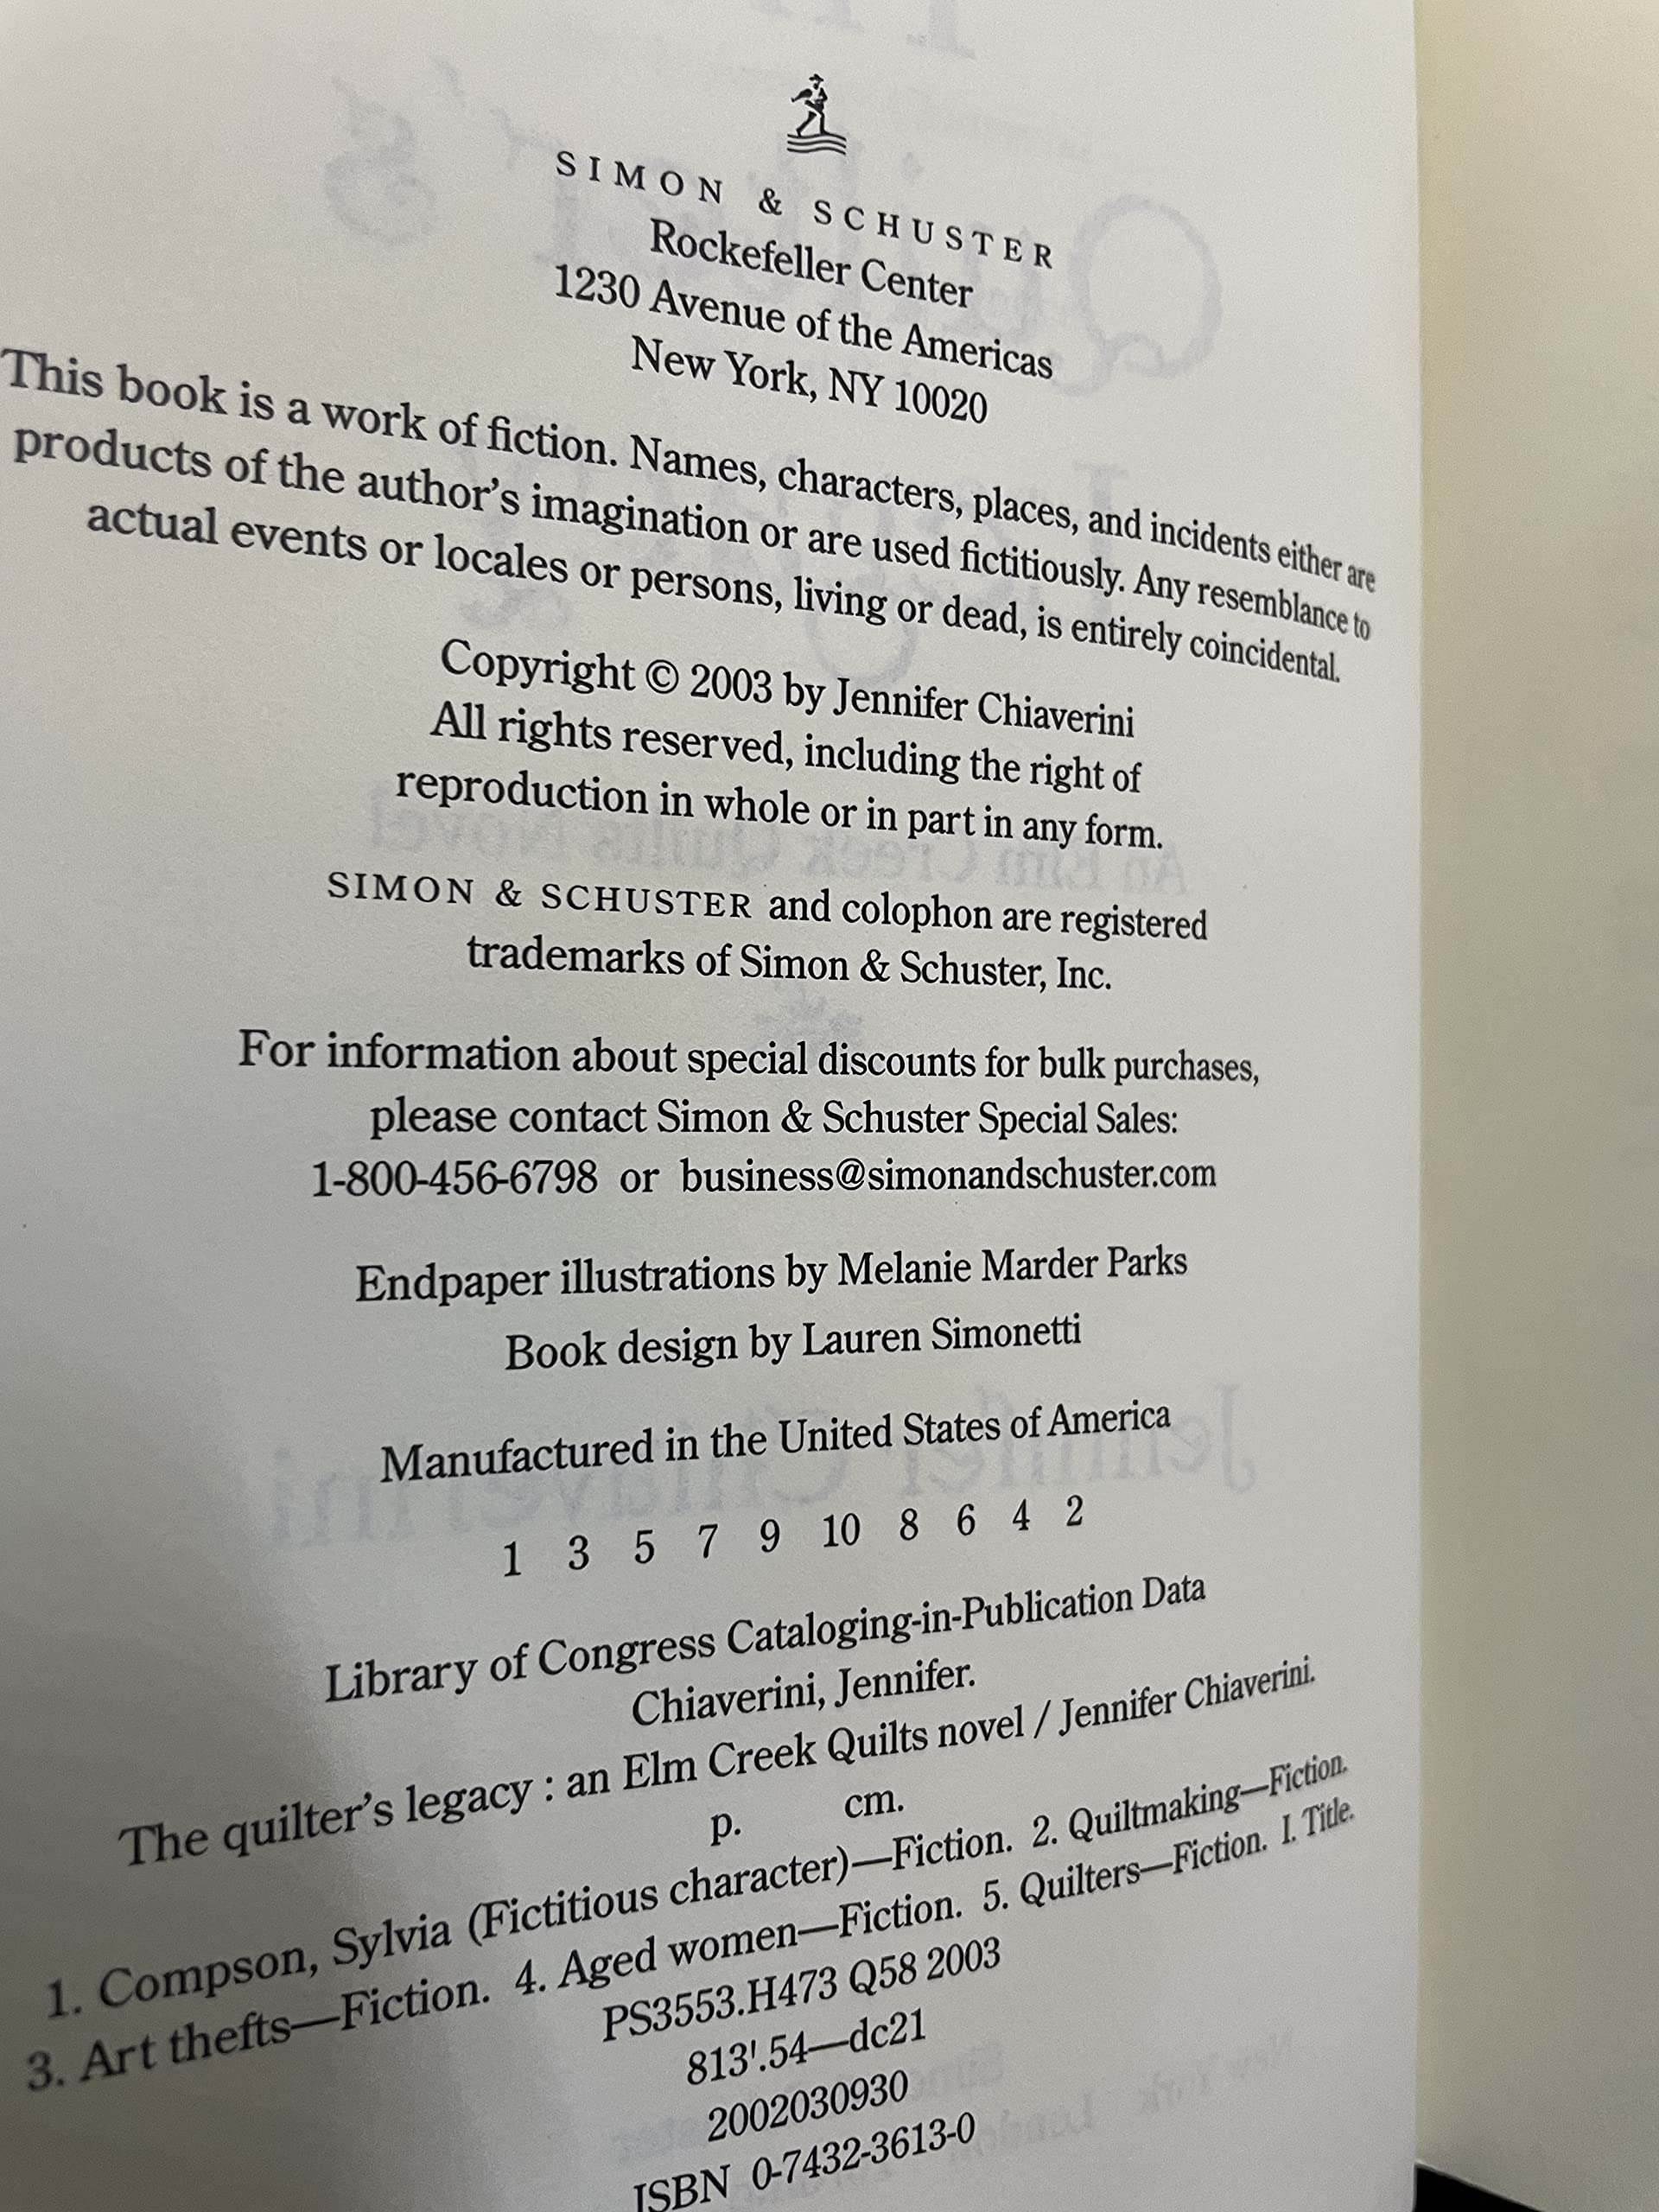 SIMON & SCHUSTER
Rockefeller Center
1230 Avenue of the Americas
New York, NY 10020
This book is a work of fiction. Names, characters, places, and incidents either are
products of the author's imagination or are used fictitiously. Any resemblance to
actual events or locales or persons, living or dead, is entirely coincidental.
Copyright © 2003 by Jennifer Chiaverini
All rights reserved, including the right of
reproduction in whole or in part in any form.
SIMON & SCHUSTER and colophon are registered
trademarks of Simon & Schuster, Inc.
For information about special discounts for bulk purchases,
please contact Simon & Schuster Special Sales:
1-800-456-6798 or business@simonandschuster.com
Endpaper illustrations by Melanie Marder Parks
Book design by Lauren Simonetti
Manufactured in the United States of America
1 3 5 7 9 10 8 6 4 2
Library of Congress Cataloging-in-Publication Data
Chiaverini, Jennifer.
The quilter's legacy : an Elm Creek Quilts novel / Jennifer Chiaverini.
p. cm.
1. Compson, Sylvia (Fictitious character)—Fiction. 2. Quiltmaking—Fiction.
3. Art thefts—Fiction. 4. Aged women—Fiction. 5. Quilters—Fiction. I. Title.
PS3553.H473 Q58 2003
813'.54—dc21
2002030930
ISBN 0-7432-3613-0